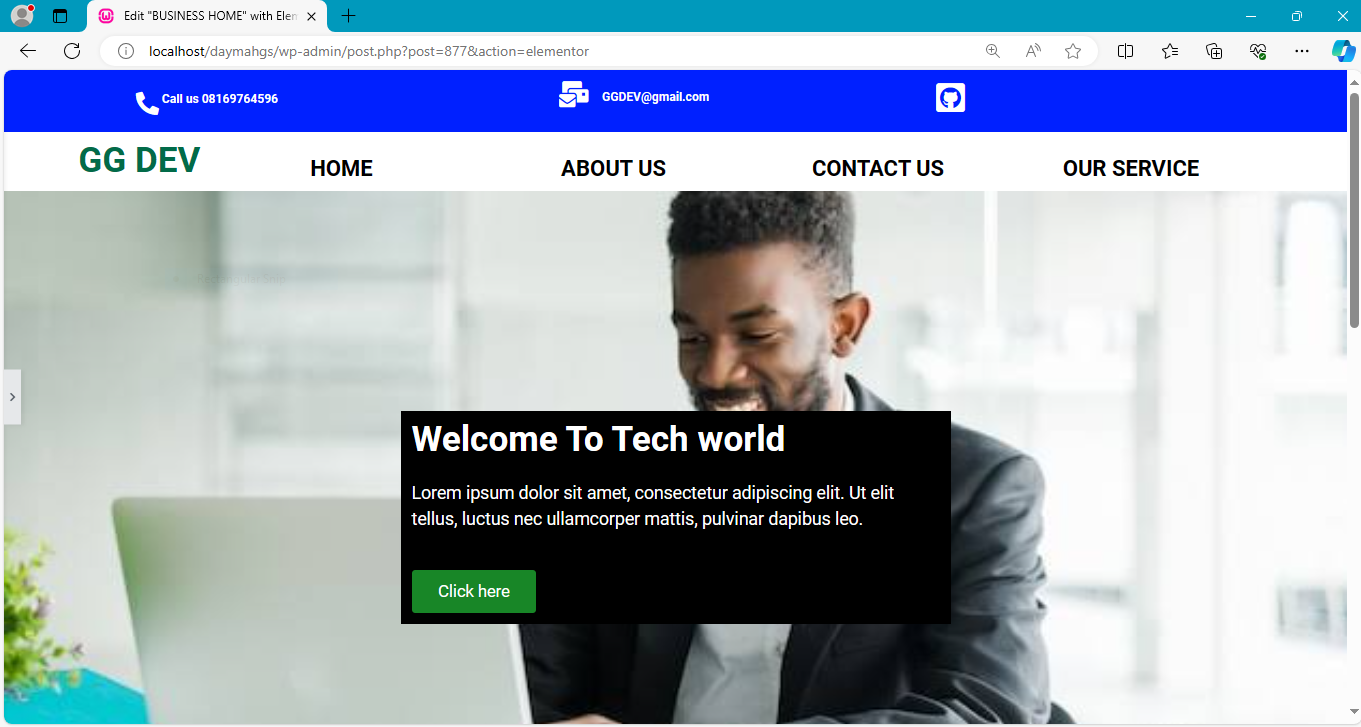 Edit "BUSINESS HOME" with Elem
localhost/daymahgs/wp-admin/post.php?post=877&action=elementor
Call us 08169764596
GGDEV@gmail.com
GG DEV
HOME
ABOUT US
CONTACT US
OUR SERVICE
Welcome To Tech world
Lorem ipsum dolor sit amet, consectetur adipiscing elit. Ut elit
tellus, luctus nec ullamcorper mattis, pulvinar dapibus leo.
Click here